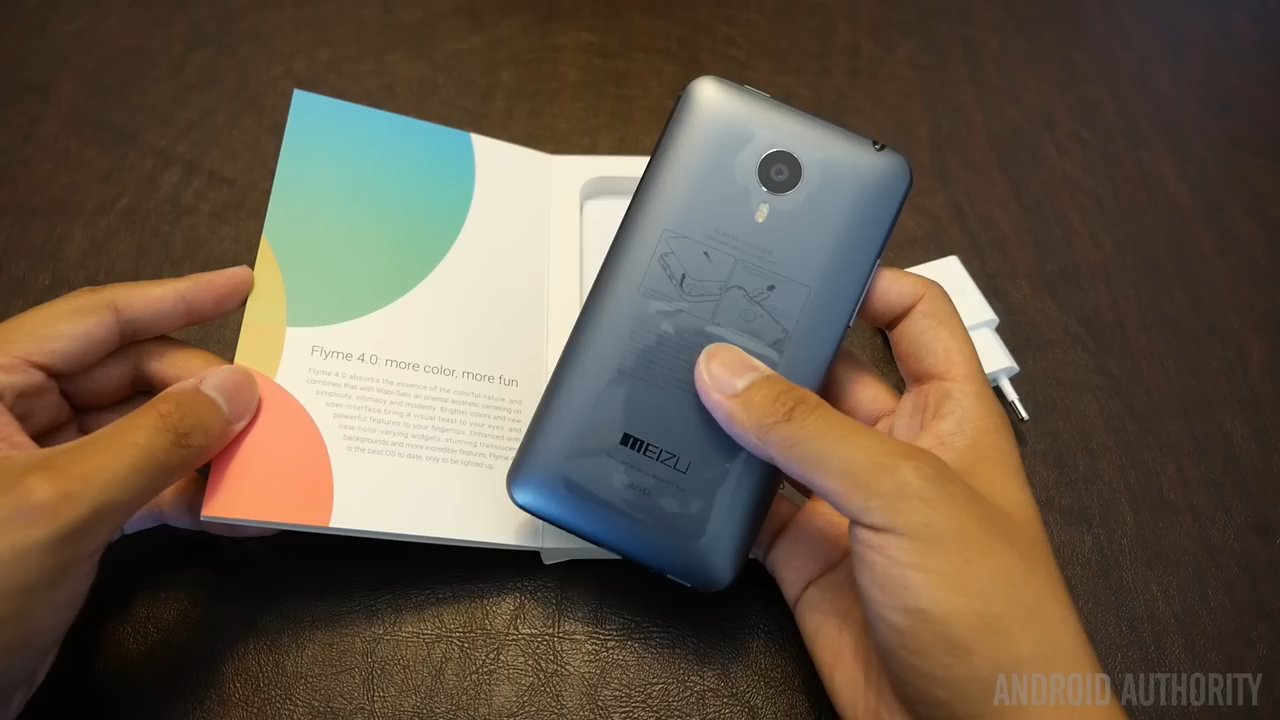 Flyme 4.0: more color, more fun
Flyme 4.0 absorbs the essence of the colorful nature, and
combines that with Wabi-Sabi, an oriental aesthetic centering on
simplicity, intimacy and modesty. Brighter colors and new
user-interface bring a visual feast to your eyes, and
powerful features to your fingertips. Enhanced with
new color-varying widgets, stunning translucent
backgrounds and more incredible features, Flyme
is the best OS to date, only to be lighted up.
MEIZU
ANDROID AUTHORITY